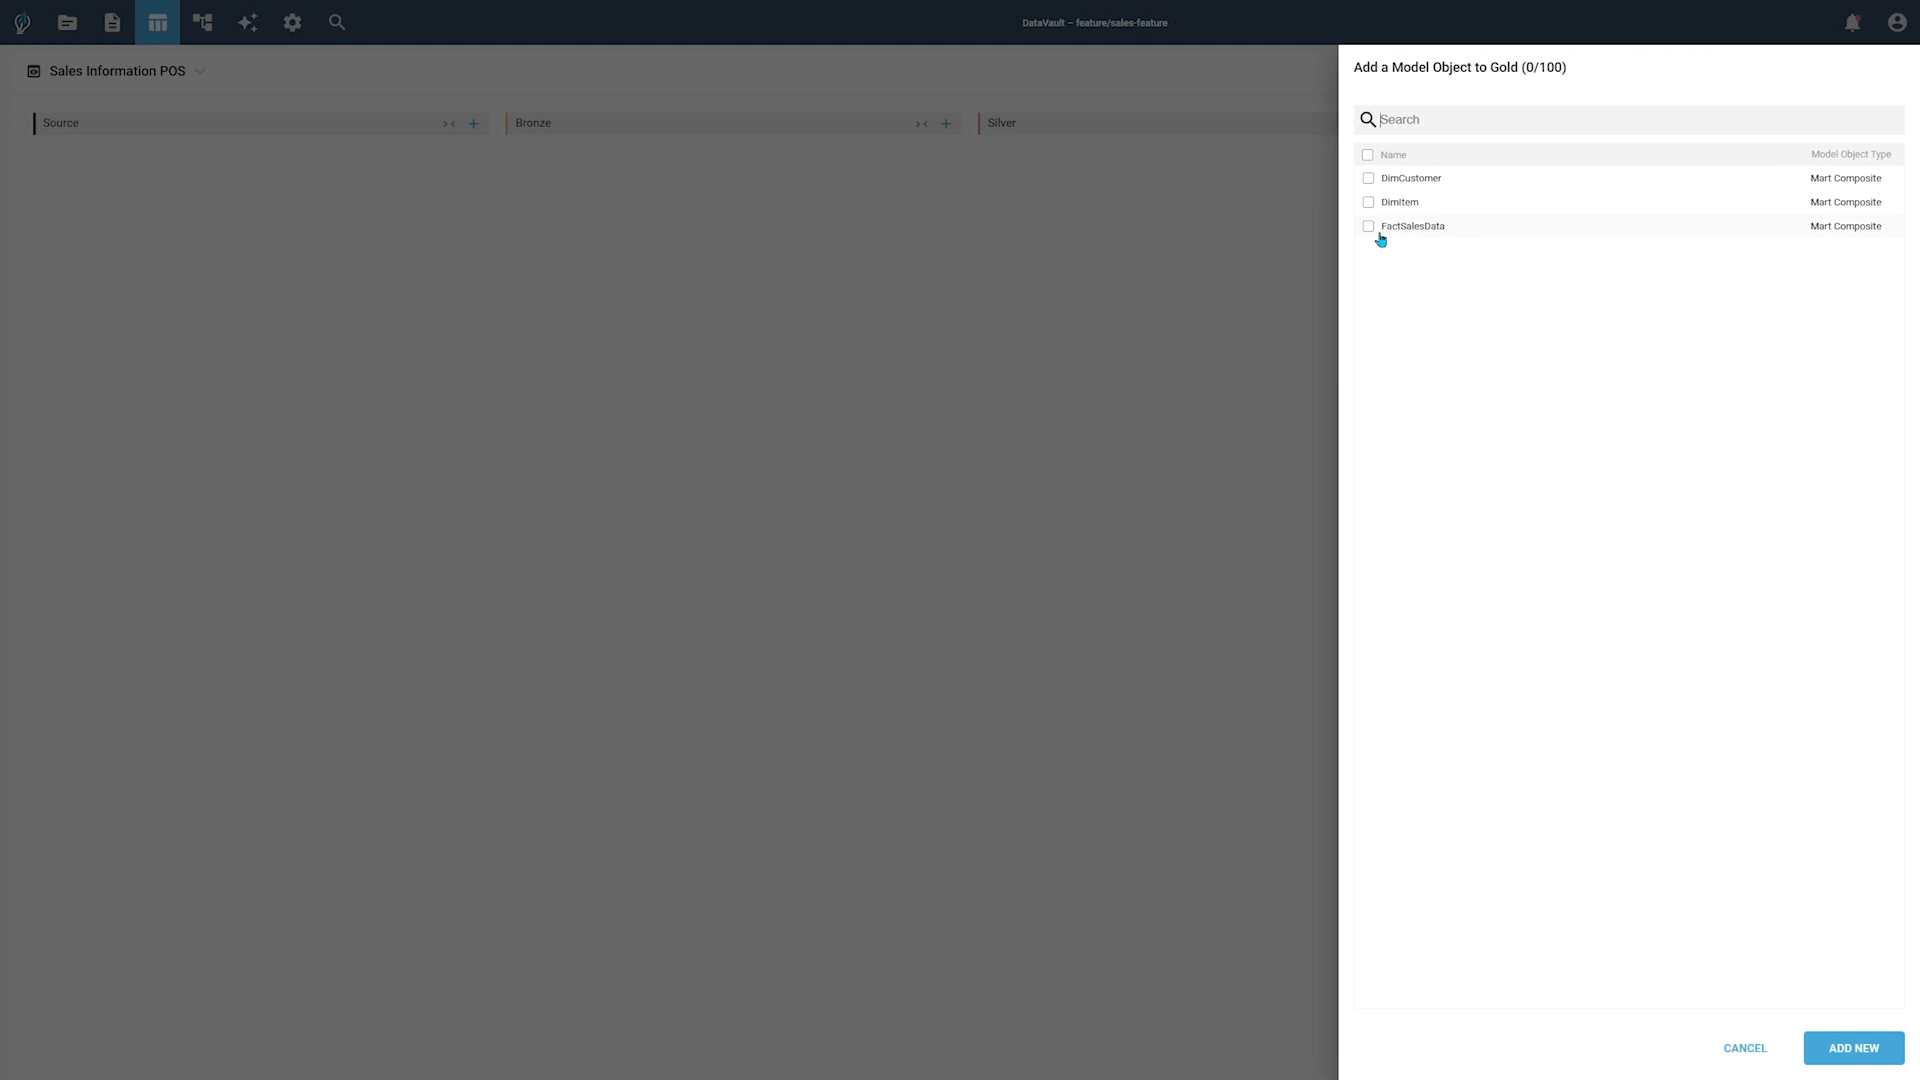 DataVault – feature/sales-feature
Sales Information POS
Add a Model Object to Gold (0/100)
Source
Bronze
Silver
Search
Name Model Object Type
DimCustomer Mart Composite
DimItem Mart Composite
FactSalesData Mart Composite
CANCEL ADD NEW